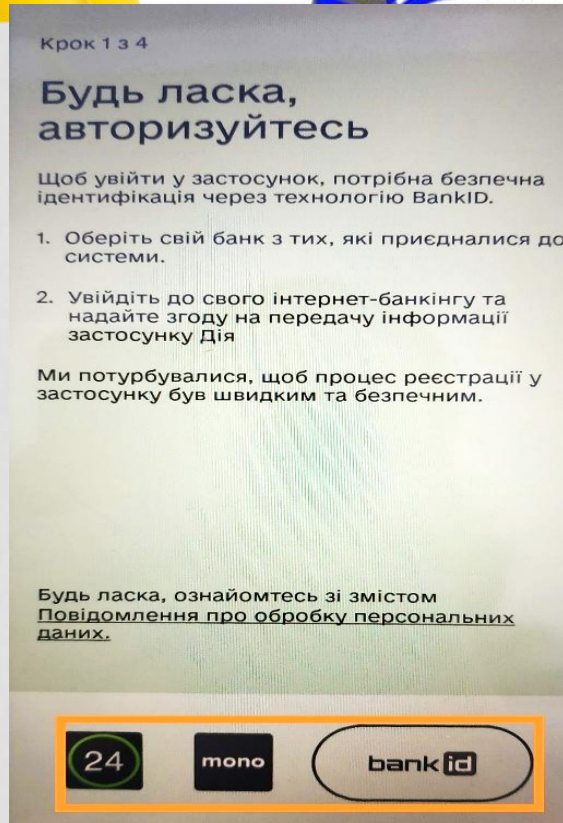 Крок 1 з 4
Будь ласка,
авторизуйтесь
Щоб увійти у застосунок, потрібна безпечна
ідентифікація через технологію BankID.
1. Оберіть свій банк з тих, які приєдналися до
системи.
2. Увійдіть до свого інтернет-банкінгу та
надайте згоду на передачу інформації
застосунку Дія
Ми потурбувалися, щоб процес реєстрації у
застосунку був швидким та безпечним.
Будь ласка, ознайомтесь зі змістом
Повідомлення про обробку персональних
даних.
24 mono bank id